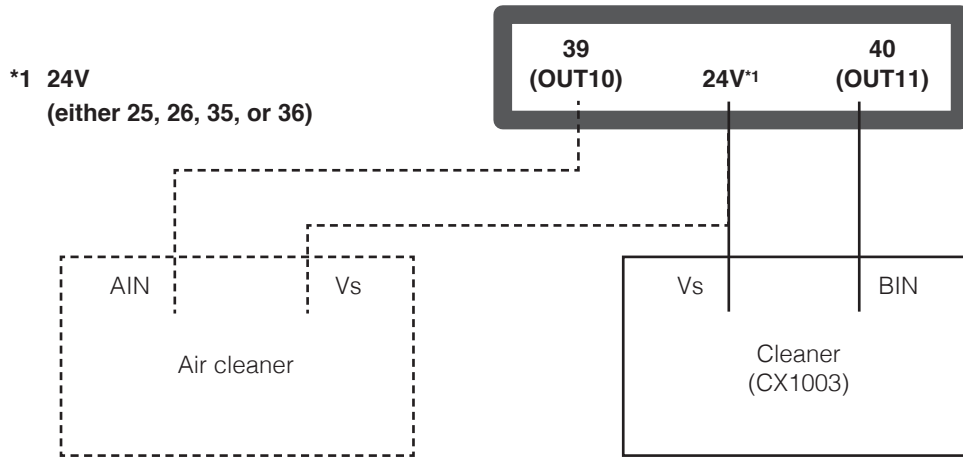 39
(OUT10)
24V*1
40
(OUT11)
*1 24V
(either 25, 26, 35, or 36)
AIN
Vs
Air cleaner
Vs
BIN
Cleaner
(CX1003)